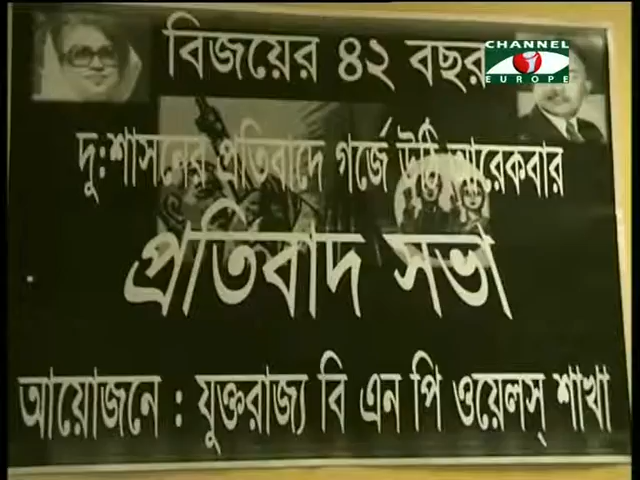 বিজয়ের ৪২ বছর
CHANNEL i
EUROPE
দু:শাসনের প্রতিবাদে গর্জে উঠি আরেকবার
প্রতিবাদ সভা
আয়োজনে : যুক্তরাজ্য বি এন পি ওয়েলস্ শাখা